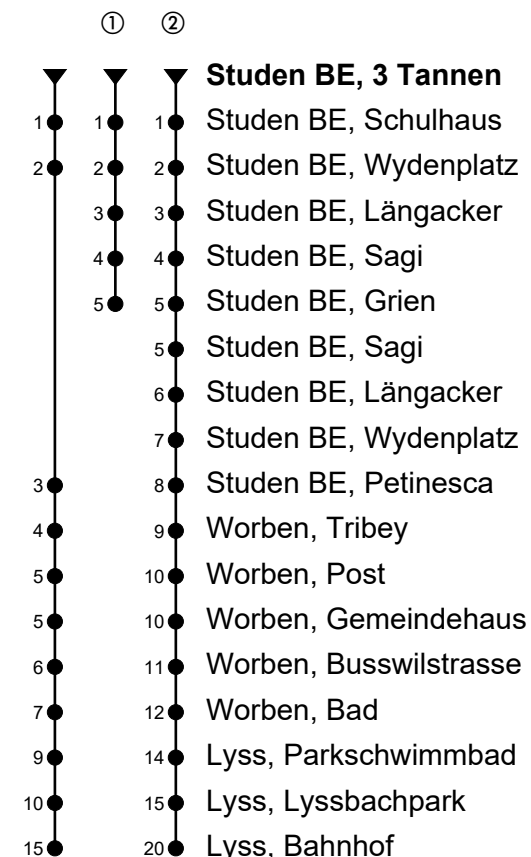 ① ②
Studen BE, 3 Tannen
1 1 1 Studen BE, Schulhaus
2 2 2 Studen BE, Wydenplatz
3 3 Studen BE, Längacker
4 4 Studen BE, Sagi
5 5 Studen BE, Grien
5 Studen BE, Sagi
6 Studen BE, Längacker
7 Studen BE, Wydenplatz
3 8 Studen BE, Petinesca
4 9 Worben, Tribey
5 10 Worben, Post
5 10 Worben, Gemeindehaus
6 11 Worben, Busswilstrasse
7 12 Worben, Bad
9 14 Lyss, Parkschwimmbad
10 15 Lyss, Lyssbachpark
15 20 Lyss, Bahnhof